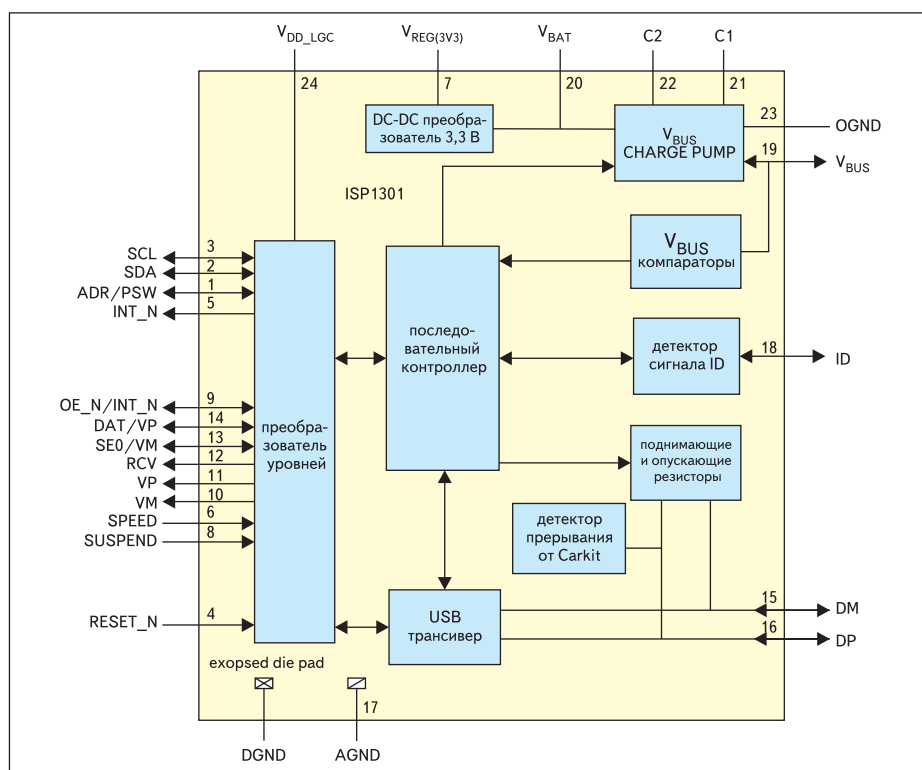 V_DD_LGC
V_REG(3V3)
V_BAT
C2
C1
24
7
20
22
21
DC-DC преобра-
зователь 3,3 В
V_BUS
CHARGE PUMP
23
OGND
19
V_BUS
ISP1301
V_BUS
компараторы
SCL
3
SDA
2
ADR/PSW
1
INT_N
5
последо-
вательный
контроллер
детектор
сигнала ID
18
ID
OE_N/INT_N
9
DAT/VP
14
SE0/VM
13
RCV
12
VP
11
VM
10
SPEED
6
SUSPEND
8
преобра-
зователь
уровней
поднимающие
и опускающие
резисторы
детектор
прерывания
от Carkit
RESET_N
4
USB
трансивер
15
DM
16
DP
exopsed die pad
17
DGND
AGND